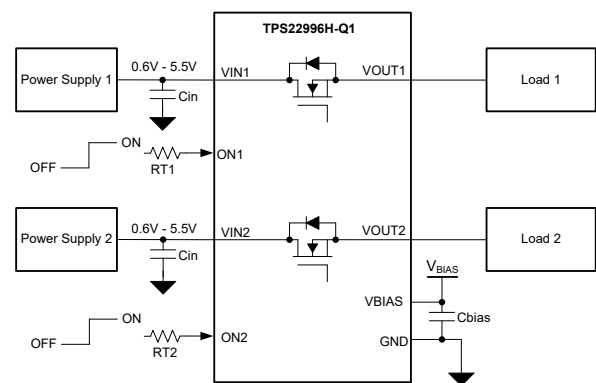 TPS22996H-Q1
Power Supply 1
0.6V - 5.5V
VIN1
VOUT1
Load 1
Cin
ON
OFF
RT1
ON1
Power Supply 2
0.6V - 5.5V
VIN2
VOUT2
Load 2
Cin
VBIAS
VBIAS
Cbias
ON
OFF
RT2
ON2
GND